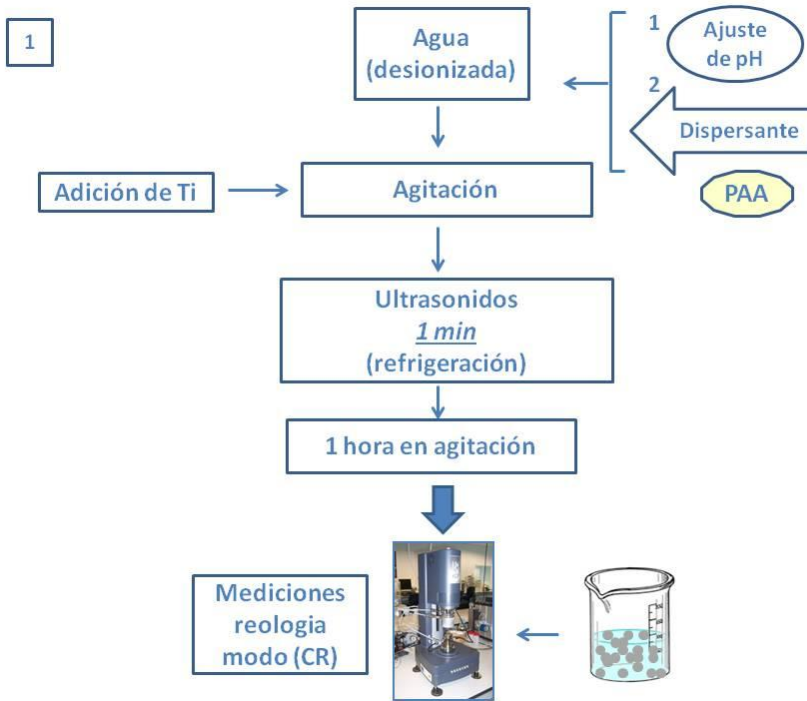 1
Agua
(desionizada)
1
Ajuste
de pH
2
Dispersante
PAA
Adición de Ti
Agitación
Ultrasonidos
1 min
(refrigeración)
1 hora en agitación
Mediciones
reologia
modo (CR)